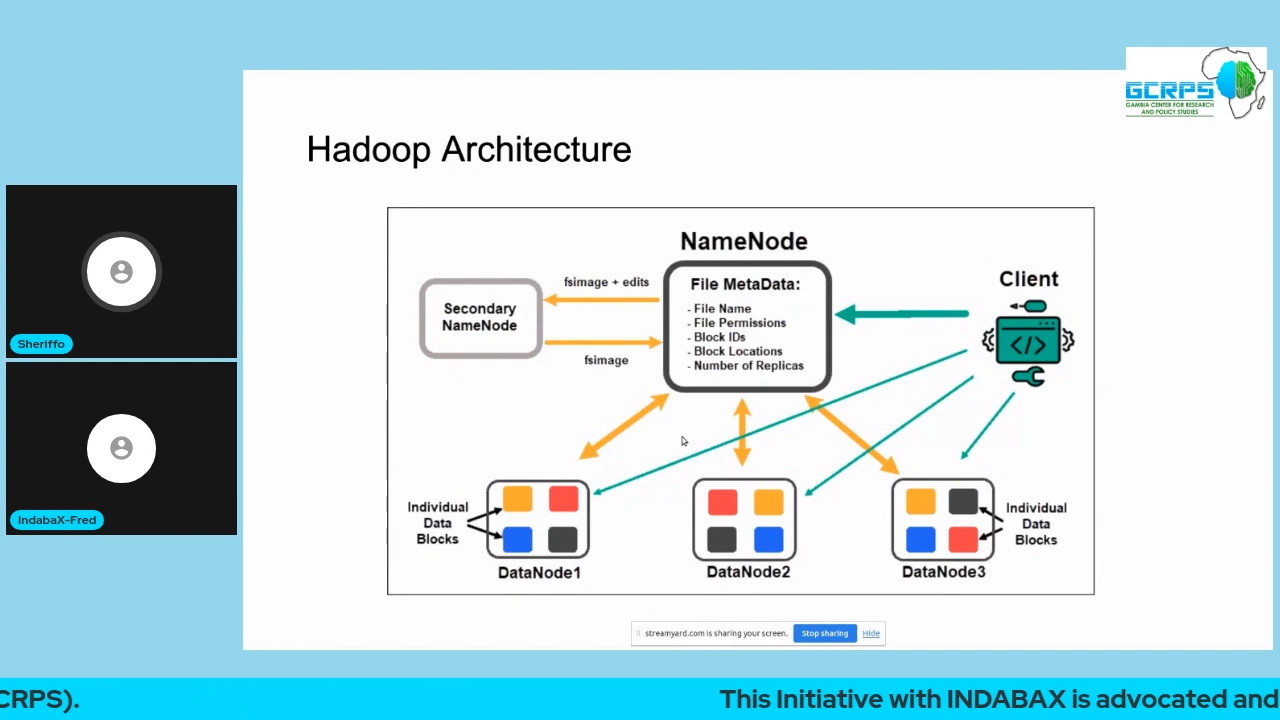 GCRPS
GAMBIA CENTER FOR RESEARCH
AND POLICY STUDIES
Hadoop Architecture
NameNode
File MetaData:
- File Name
- File Permissions
- Block IDs
- Block Locations
- Number of Replicas
Secondary
NameNode
fsimage + edits
fsimage
Client
</>
Individual
Data
Blocks
DataNode1
DataNode2
DataNode3
Individual
Data
Blocks
Sheriffo
IndabaX-Fred
streamyard.com is sharing your screen.
Stop sharing
Hide
CRPS).
This Initiative with INDABAX is advocated and